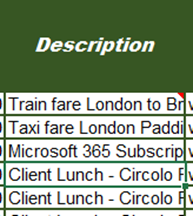 Description
Train fare London to Br
Taxi fare London Paddi
Microsoft 365 Subscrip
Client Lunch - Circolo
Client Lunch - Circolo